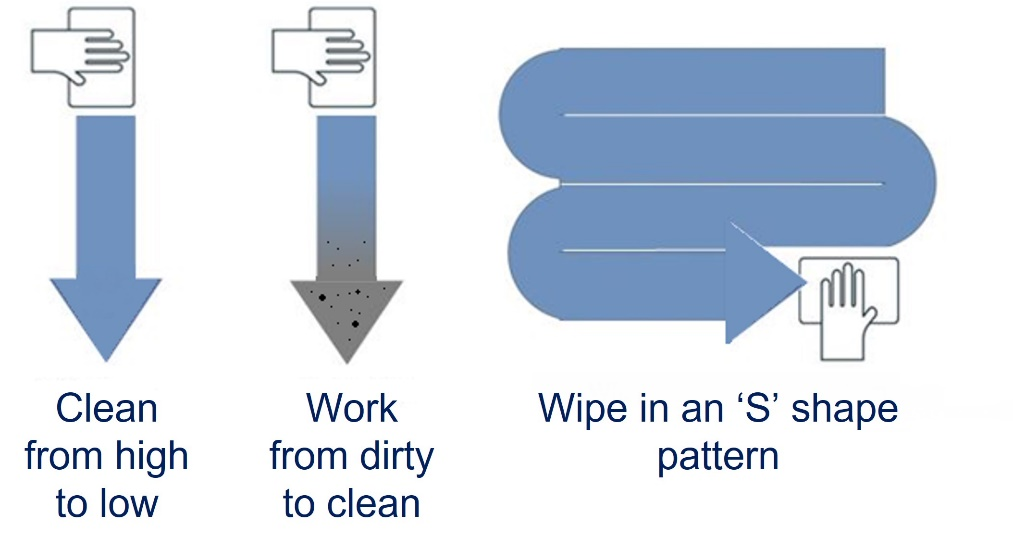 Clean
from high
to low
Work
from dirty
to clean
Wipe in an ‘S’ shape
pattern